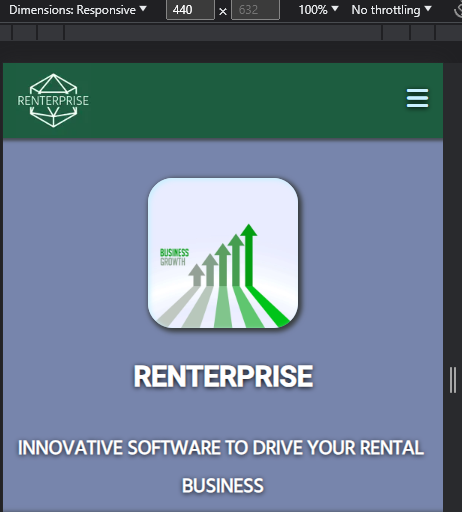 Dimensions: Responsive 440 × 632 100% No throttling
RENTERPRISE
BUSINESS
GROWTH
RENTERPRISE
INNOVATIVE SOFTWARE TO DRIVE YOUR RENTAL
BUSINESS